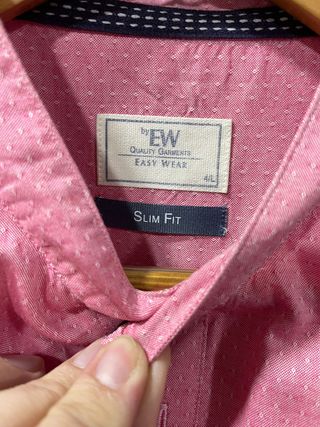 by EW
QUALITY GARMENTS
EASY WEAR
4/L
SLIM FIT